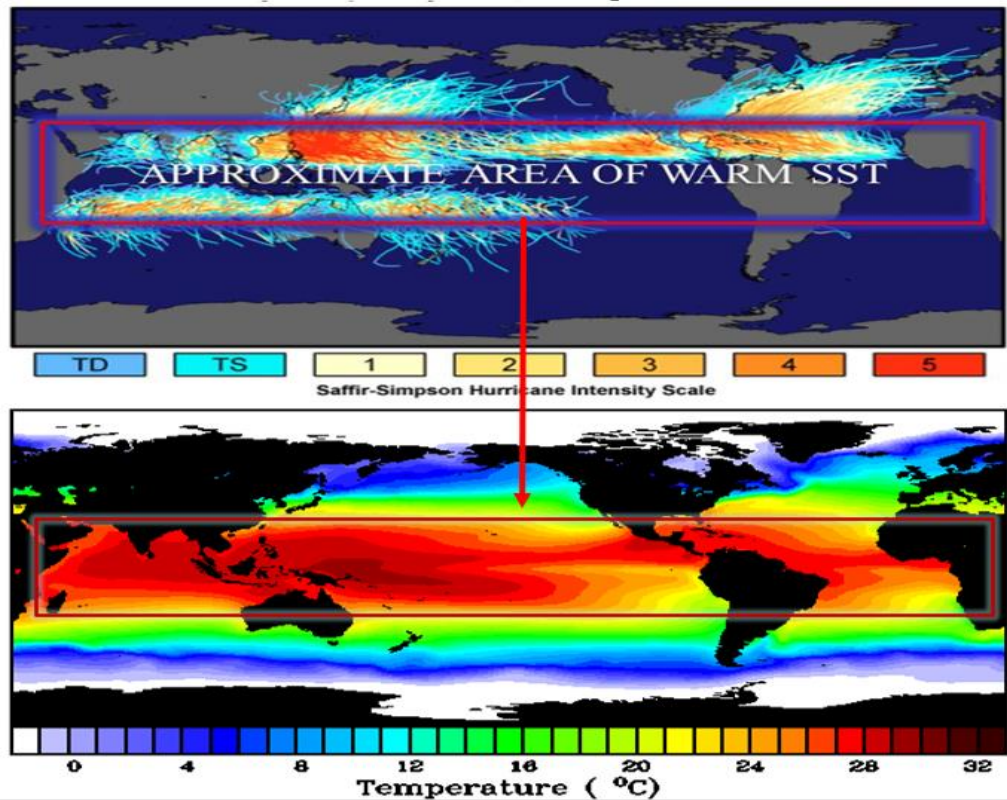 APPROXIMATE AREA OF WARM SST
TD TS 1 2 3 4 5
Saffir-Simpson Hurricane Intensity Scale
0 4 8 12 16 20 24 28 32
Temperature ( ºC)